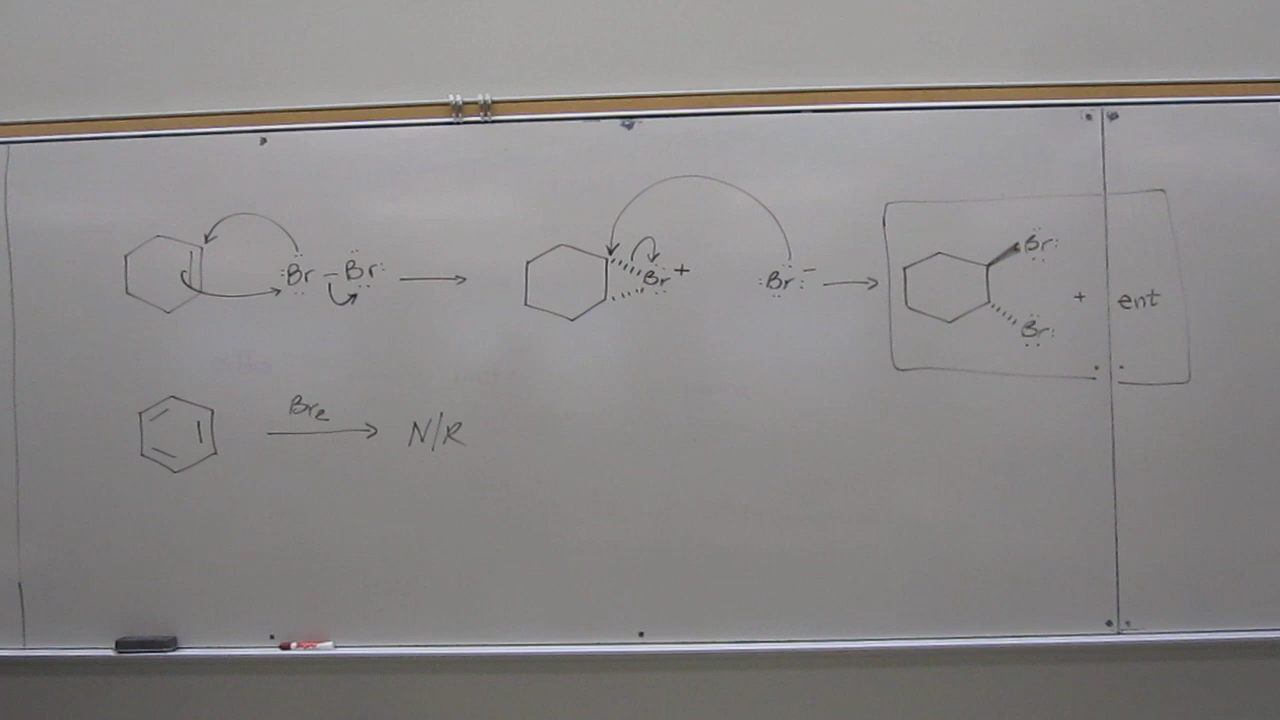 :Br – Br: → Br + :Br: – → Br: + ent
Br:
Br2
N/R